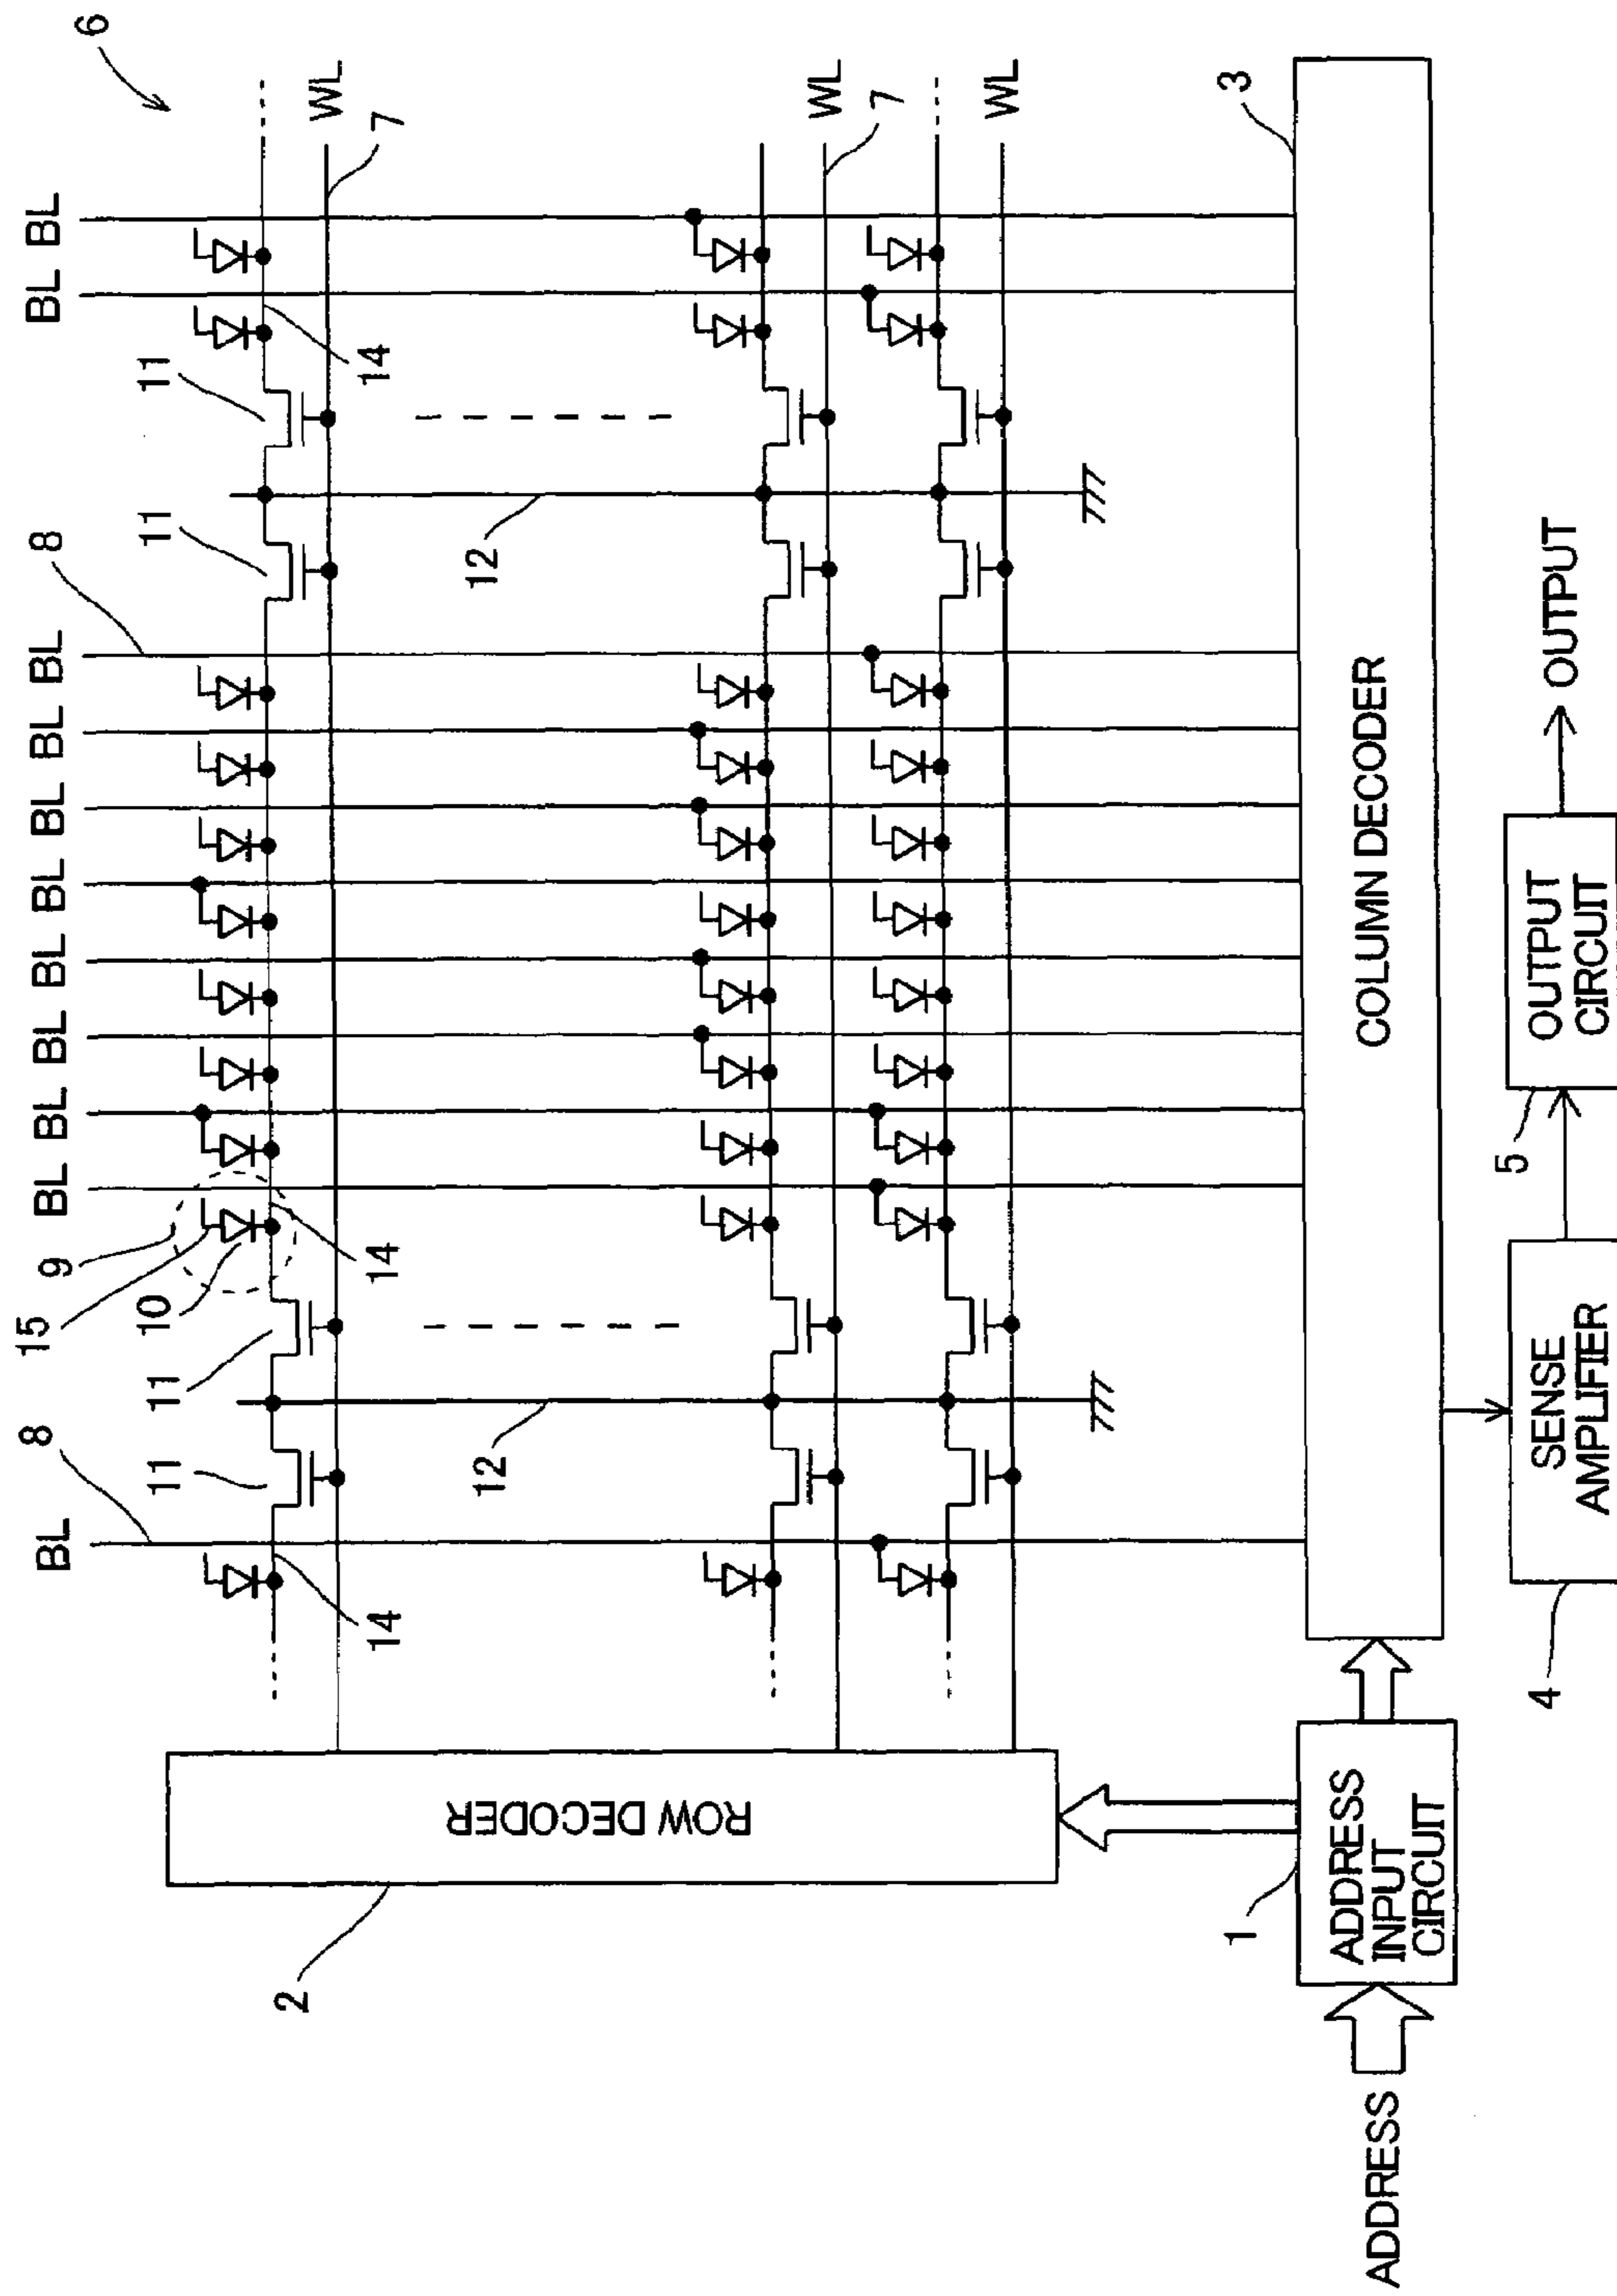 BL 8 15 9 BL BL BL BL BL BL BL BL 8 BL BL 6
11 11 10 11 11
WL
2 14 14 14 7
ROW DECODER
12 12
WL
7
WL
1 3
ADDRESS
ADDRESS
INPUT
CIRCUIT
COLUMN DECODER
4
SENSE
AMPLIFIER
5
OUTPUT
CIRCUIT
OUTPUT